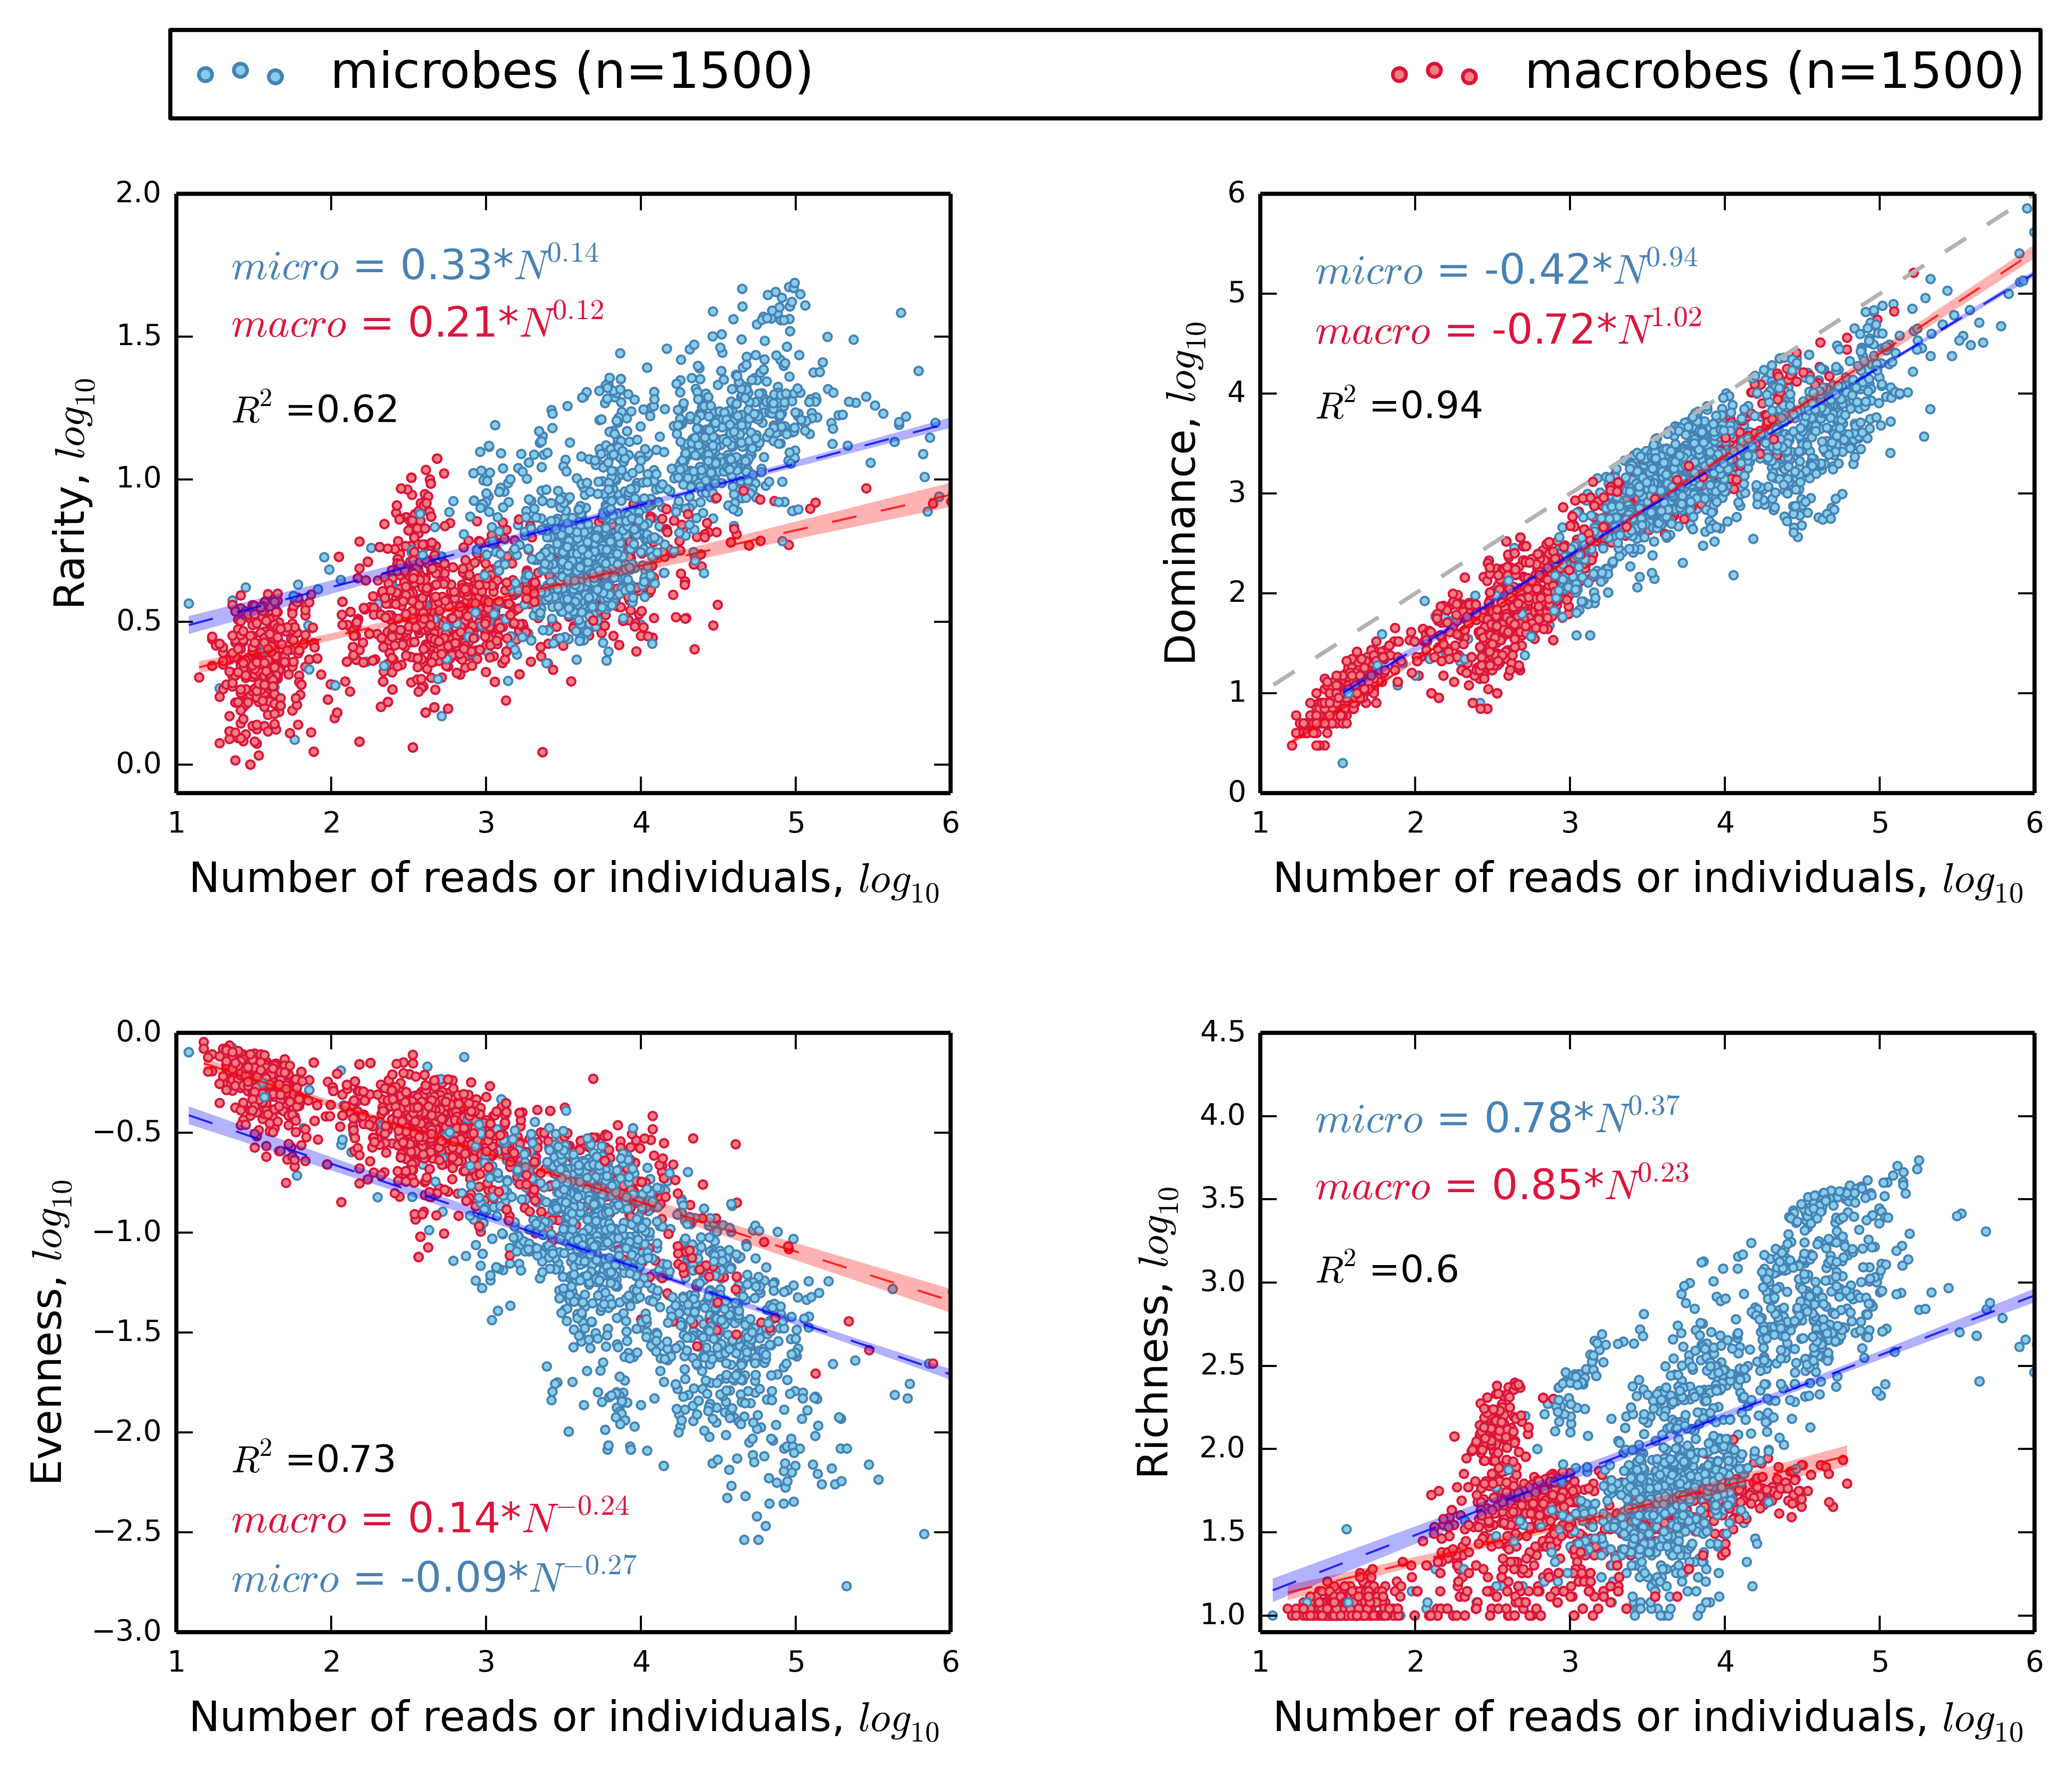 microbes (n=1500) macrobes (n=1500)
2.0
1.5
1.0
0.5
0.0
Rarity, log10
micro = 0.33*N^0.14
macro = 0.21*N^0.12
R^2 =0.62
1 2 3 4 5 6
Number of reads or individuals, log10
6
5
4
3
2
1
0
Dominance, log10
micro = -0.42*N^0.94
macro = -0.72*N^1.02
R^2 =0.94
1 2 3 4 5 6
Number of reads or individuals, log10
0.0
−0.5
−1.0
−1.5
−2.0
−2.5
−3.0
Evenness, log10
R^2 =0.73
macro = 0.14*N^−0.24
micro = -0.09*N^−0.27
1 2 3 4 5 6
Number of reads or individuals, log10
4.5
4.0
3.5
3.0
2.5
2.0
1.5
1.0
Richness, log10
micro = 0.78*N^0.37
macro = 0.85*N^0.23
R^2 =0.6
1 2 3 4 5 6
Number of reads or individuals, log10